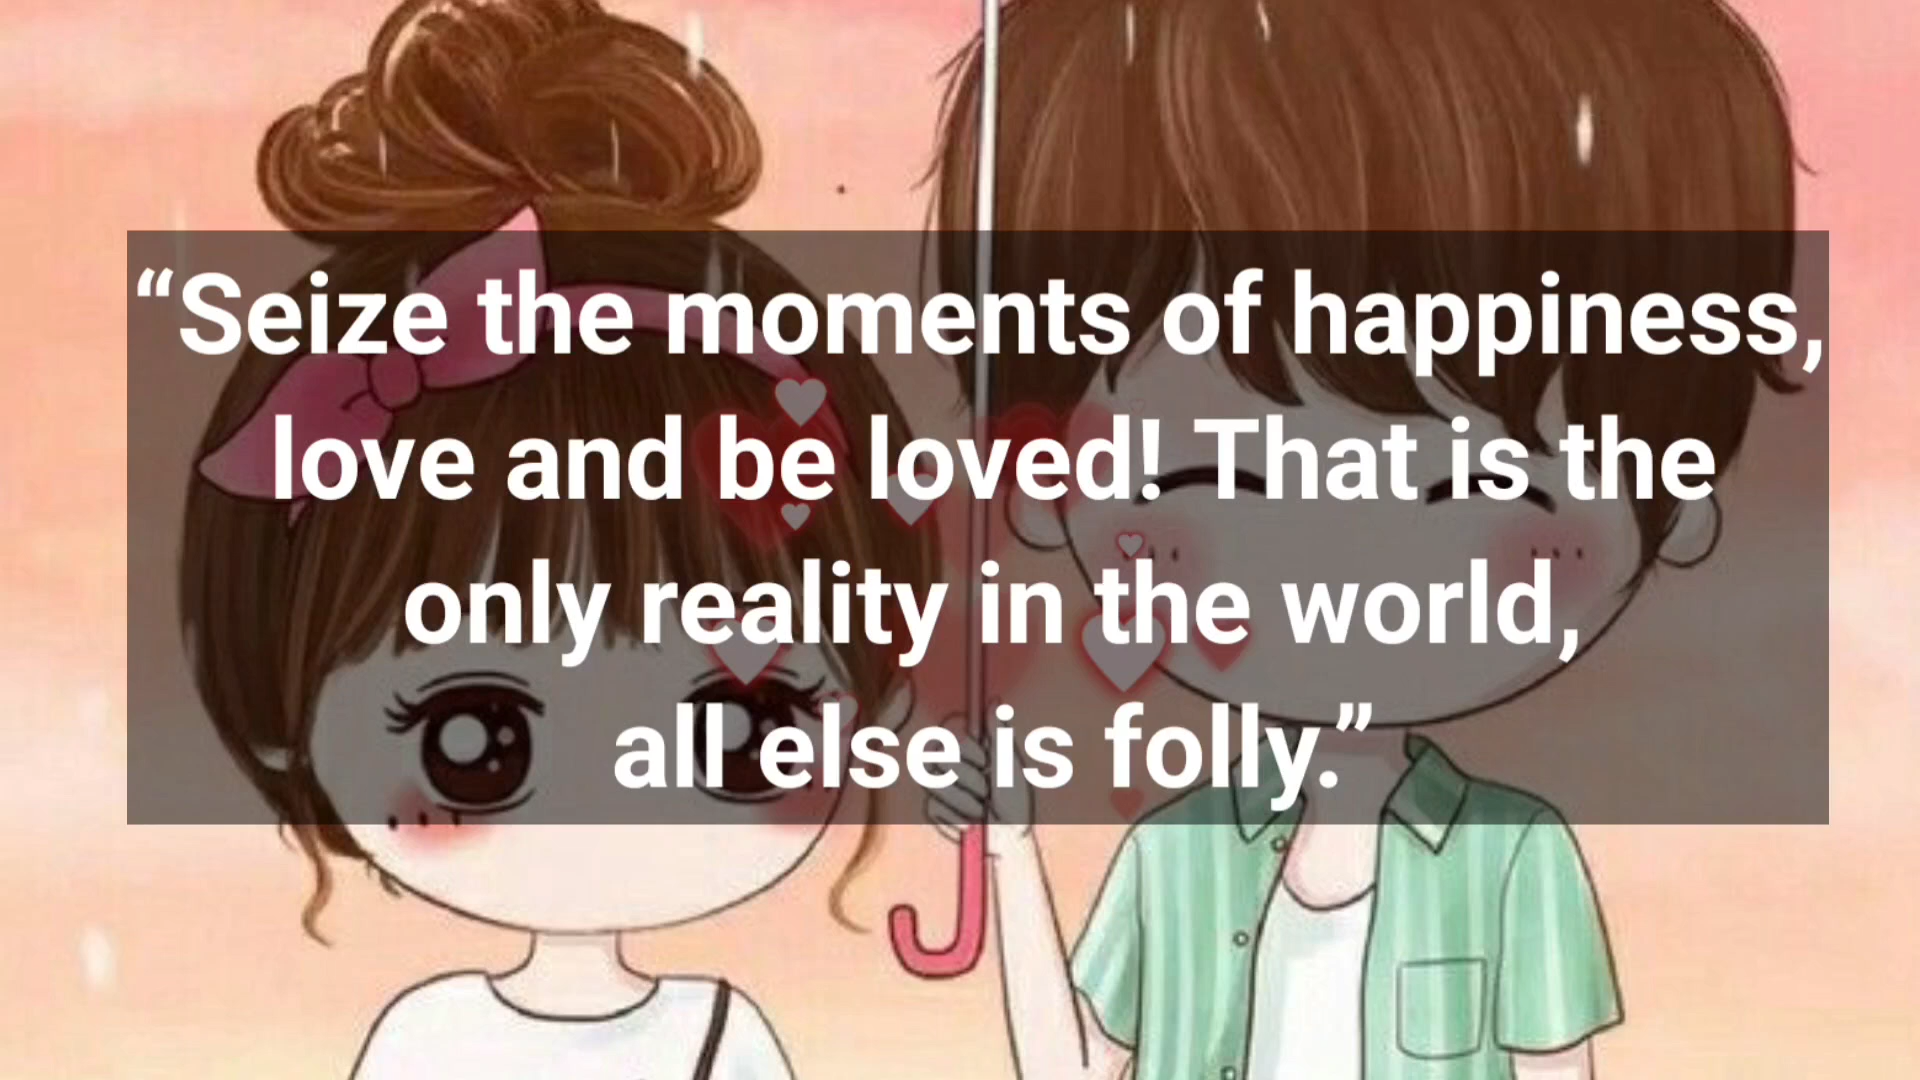 “Seize the moments of happiness,
love and be loved! That is the
only reality in the world,
all else is folly.”